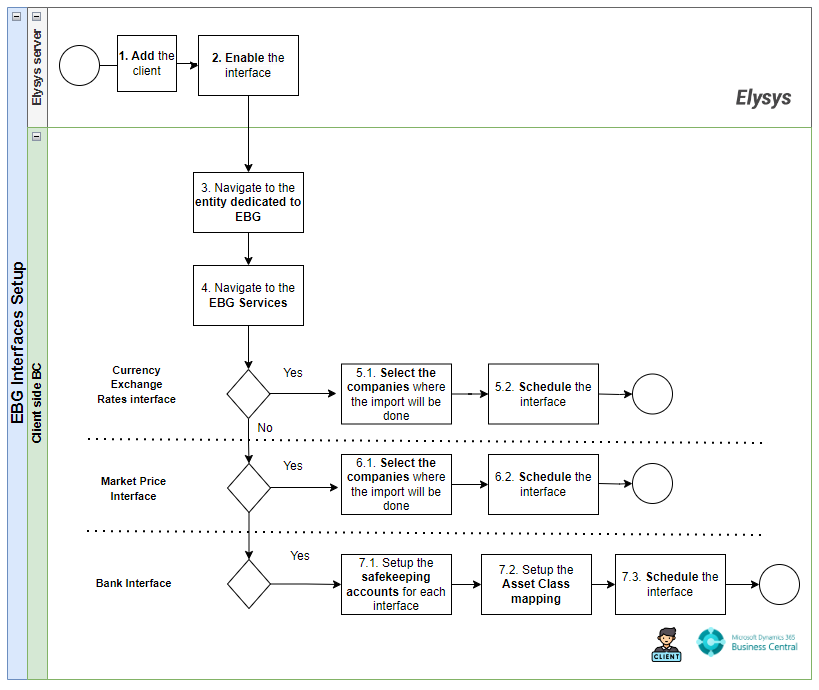 EBG Interfaces Setup
Elysys server
1. Add the
client
2. Enable the
interface
Elysys
Client side BC
3. Navigate to the
entity dedicated to
EBG
4. Navigate to the
EBG Services
Currency
Exchange
Rates interface
Yes
5.1. Select the
companies where
the import will be
done
5.2. Schedule the
interface
No
Market Price
Interface
Yes
6.1. Select the
companies where
the import will be
done
6.2. Schedule the
interface
Bank Interface
Yes
7.1. Setup the
safekeeping
accounts for each
interface
7.2. Setup the
Asset Class
mapping
7.3. Schedule the
interface
CLIENT
Microsoft Dynamics 365
Business Central